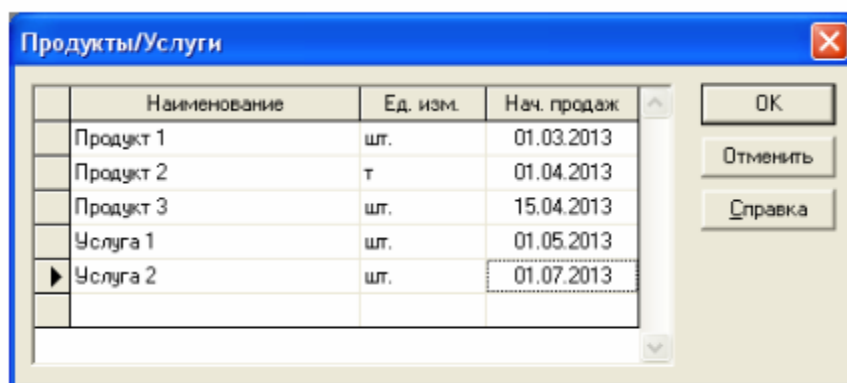 Продукты/Услуги
Наименование Ед. изм. Нач. продаж
Продукт 1 шт. 01.03.2013
Продукт 2 т 01.04.2013
Продукт 3 шт. 15.04.2013
Услуга 1 шт. 01.05.2013
Услуга 2 шт. 01.07.2013
OK
Отменить
Справка